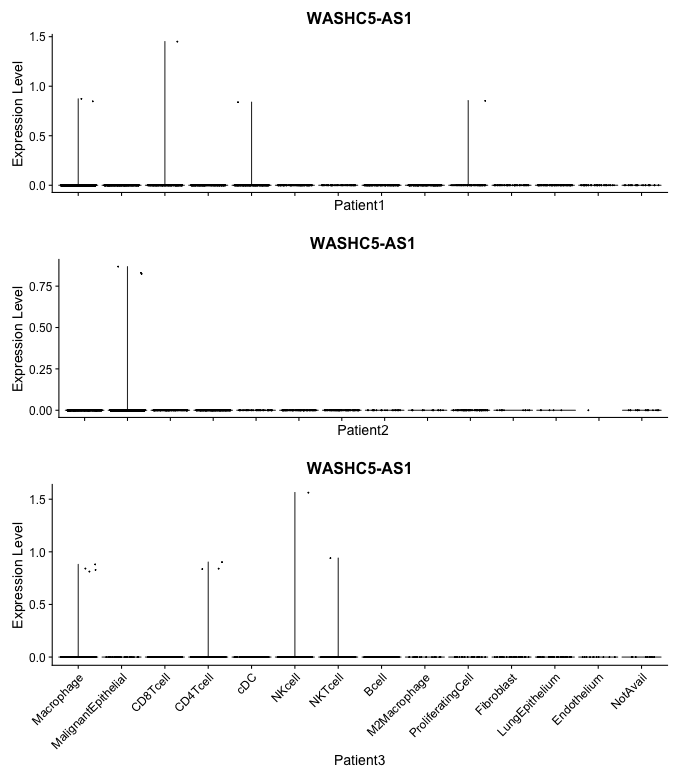 WASHC5-AS1
Expression Level
1.5
1.0
0.5
0.0
Patient1
WASHC5-AS1
Expression Level
0.75
0.50
0.25
0.00
Patient2
WASHC5-AS1
Expression Level
1.5
1.0
0.5
0.0
Macrophage
MalignantEpithelial
CD8Tcell
CD4Tcell
cDC
NKcell
NKTcell
Bcell
M2Macrophage
ProliferatingCell
Fibroblast
LungEpithelium
Endothelium
NotAvail
Patient3